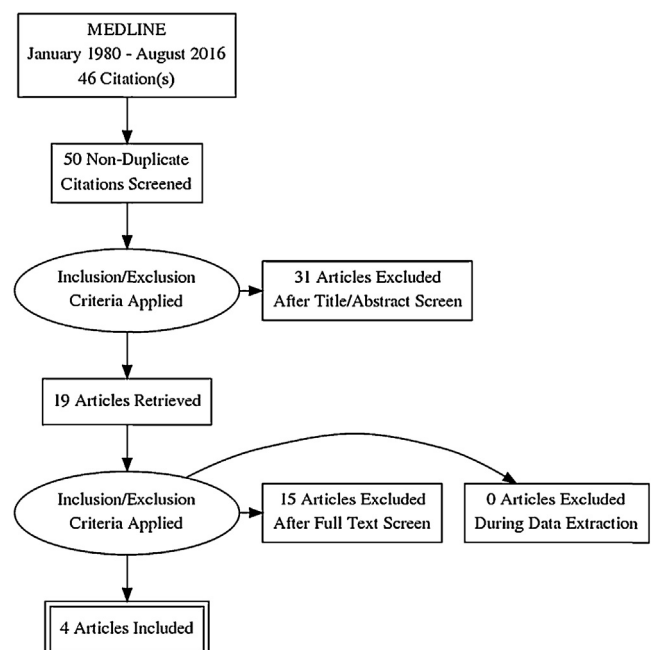 MEDLINE
January 1980 - August 2016
46 Citation(s)
50 Non-Duplicate
Citations Screened
Inclusion/Exclusion
Criteria Applied
31 Articles Excluded
After Title/Abstract Screen
19 Articles Retrieved
Inclusion/Exclusion
Criteria Applied
15 Articles Excluded
After Full Text Screen
0 Articles Excluded
During Data Extraction
4 Articles Included